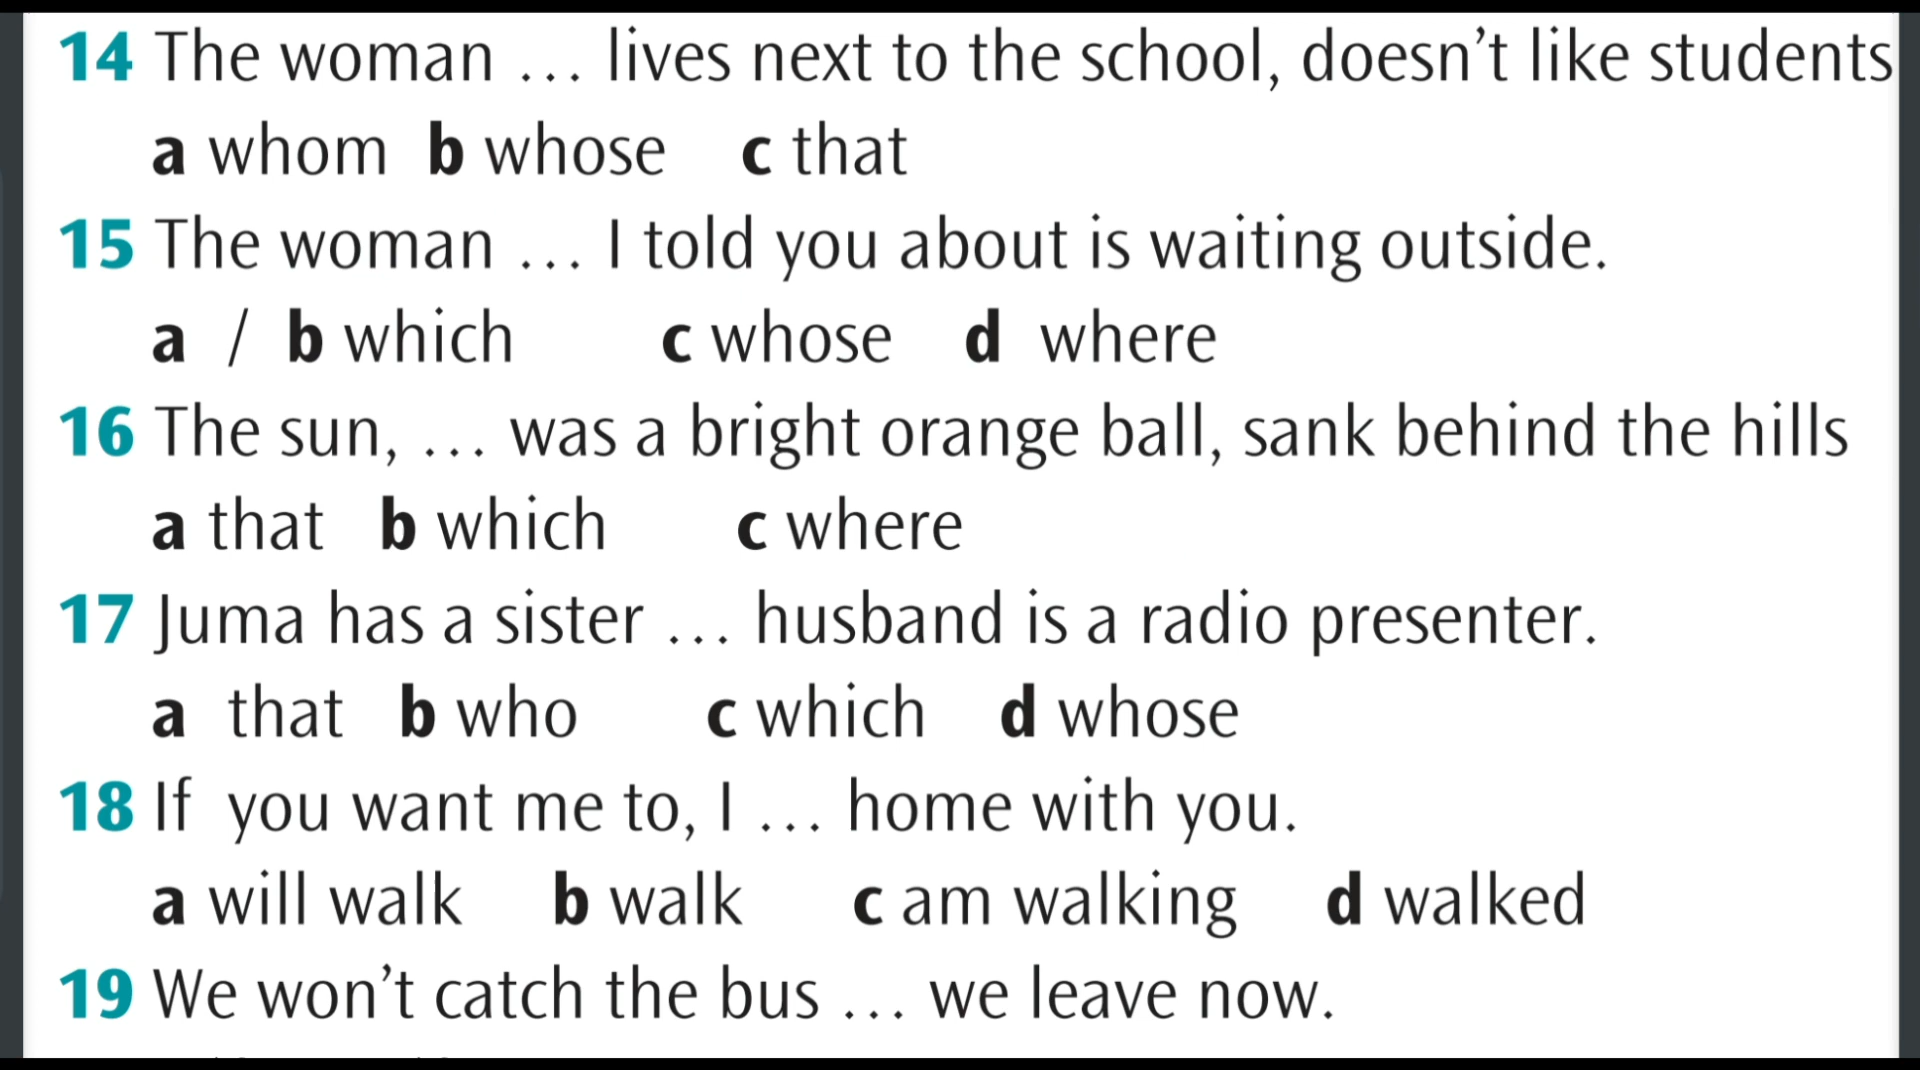 14 The woman … lives next to the school, doesn’t like students
a whom b whose c that
15 The woman … I told you about is waiting outside.
a / b which c whose d where
16 The sun, … was a bright orange ball, sank behind the hills
a that b which c where
17 Juma has a sister … husband is a radio presenter.
a that b who c which d whose
18 If you want me to, I … home with you.
a will walk b walk c am walking d walked
19 We won’t catch the bus … we leave now.